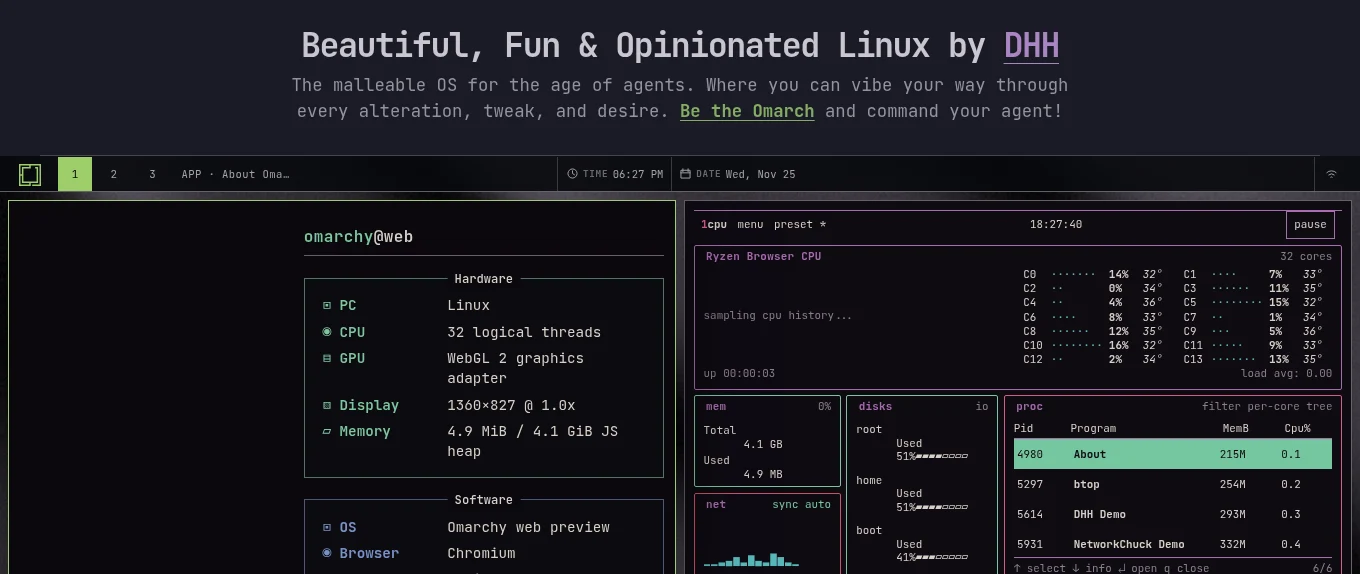 Beautiful, Fun & Opinionated Linux by DHH
The malleable OS for the age of agents. Where you can vibe your way through
every alteration, tweak, and desire. Be the Omarch and command your agent!
1 2 3 APP · About Oma… TIME 06:27 PM DATE Wed, Nov 25
omarchy@web
Hardware
PC Linux
CPU 32 logical threads
GPU WebGL 2 graphics
adapter
Display 1360×827 @ 1.0x
Memory 4.9 MiB / 4.1 GiB JS
heap
Software
OS Omarchy web preview
Browser Chromium
1cpu menu preset * 18:27:40 pause
Ryzen Browser CPU 32 cores
C0 14% 32° C1 7% 33°
C2 0% 34° C3 11% 35°
C4 4% 36° C5 15% 32°
C6 8% 33° C7 1% 34°
C8 12% 35° C9 5% 36°
C10 16% 32° C11 9% 33°
C12 2% 34° C13 13% 35°
sampling cpu history...
up 00:00:03 load avg: 0.00
mem 0%
Total
4.1 GB
Used
4.9 MB
net sync auto
disks io
root
Used
51%
home
Used
51%
boot
Used
41%
proc filter per-core tree
Pid Program MemB Cpu%
4980 About 215M 0.1
5297 btop 254M 0.2
5614 DHH Demo 293M 0.3
5931 NetworkChuck Demo 332M 0.4
↑ select ↓ info ↲ open q close 6/6